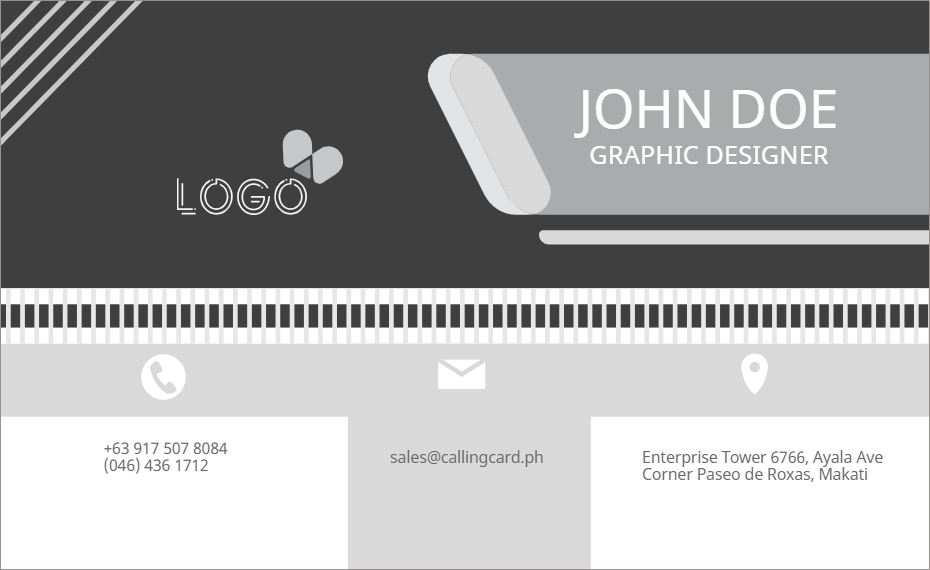 JOHN DOE
GRAPHIC DESIGNER
LOGO
+63 917 507 8084
(046) 436 1712
sales@callingcard.ph
Enterprise Tower 6766, Ayala Ave
Corner Paseo de Roxas, Makati